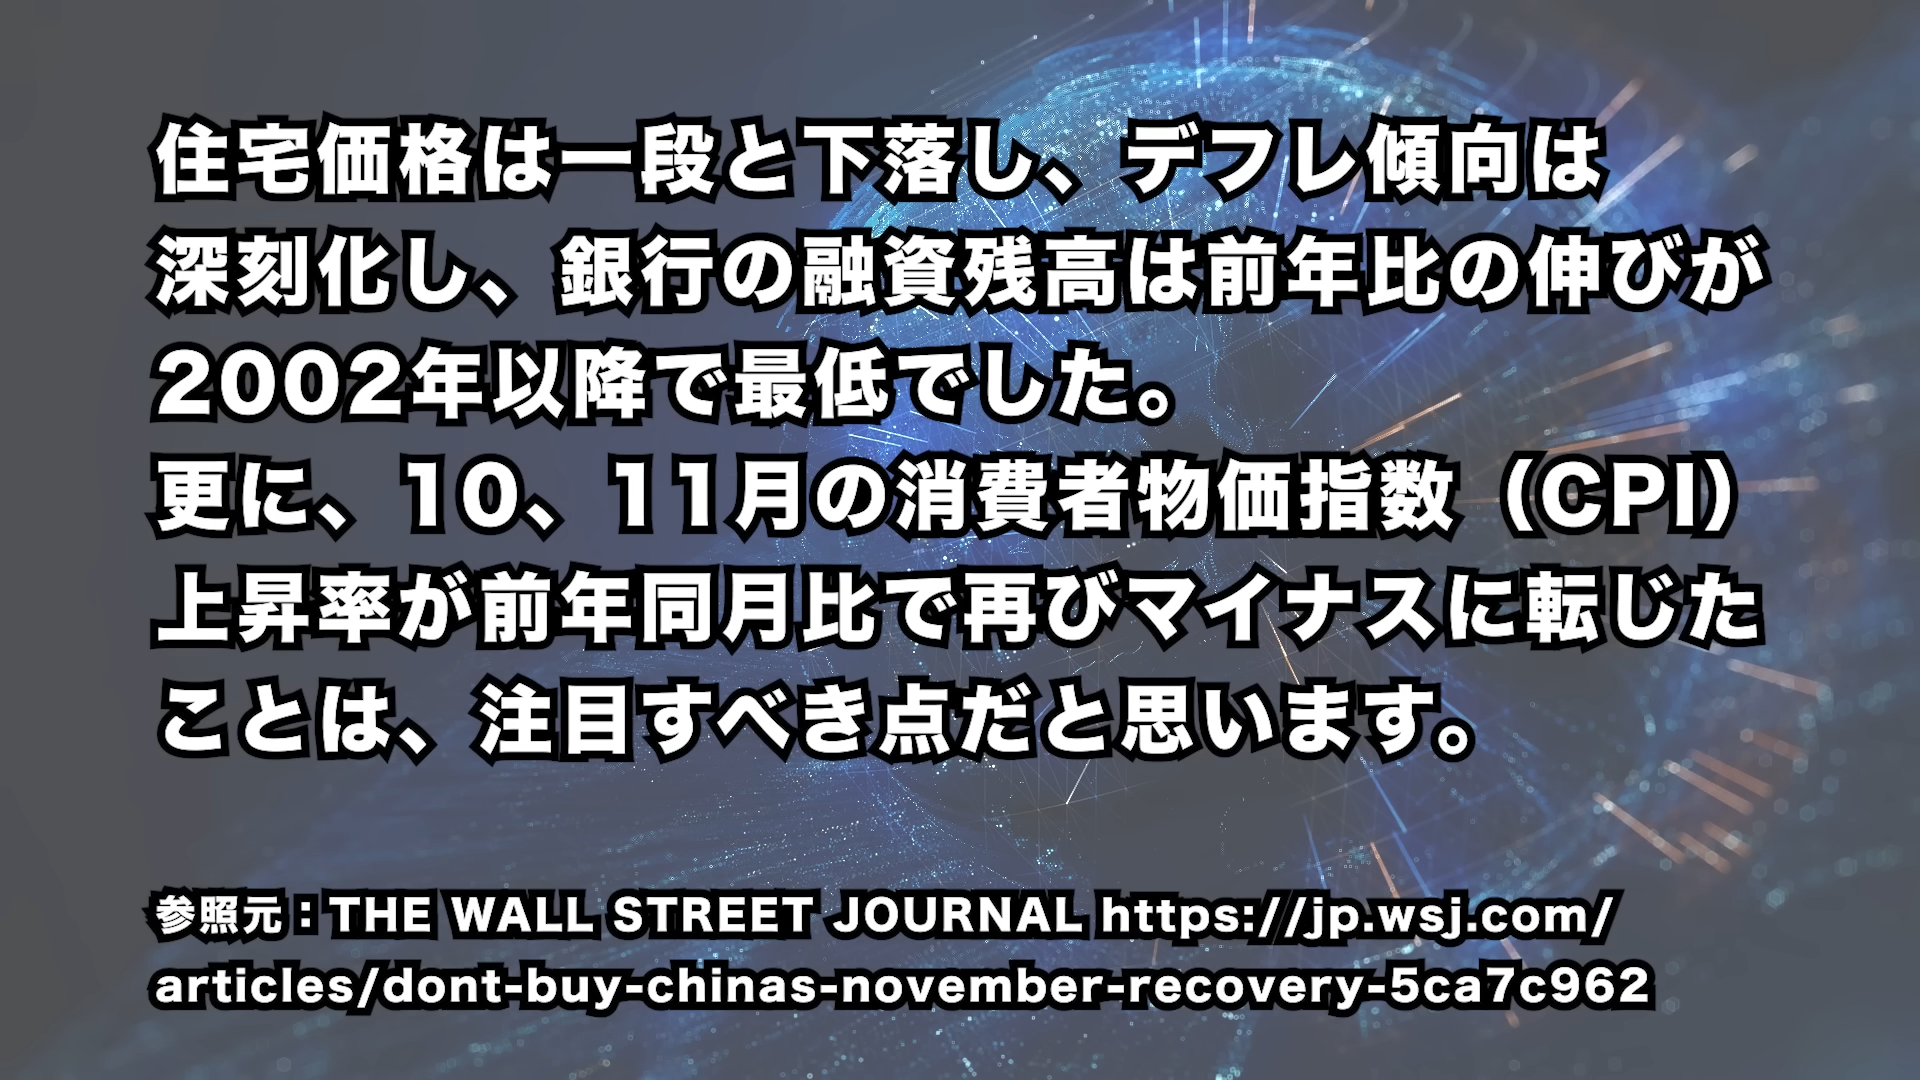 住宅価格は一段と下落し、デフレ傾向は
深刻化し、銀行の融資残高は前年比の伸びが
2002年以降で最低でした。
更に、10、11月の消費者物価指数（CPI）
上昇率が前年同月比で再びマイナスに転じた
ことは、注目すべき点だと思います。
参照元：THE WALL STREET JOURNAL https://jp.wsj.com/
articles/dont-buy-chinas-november-recovery-5ca7c962